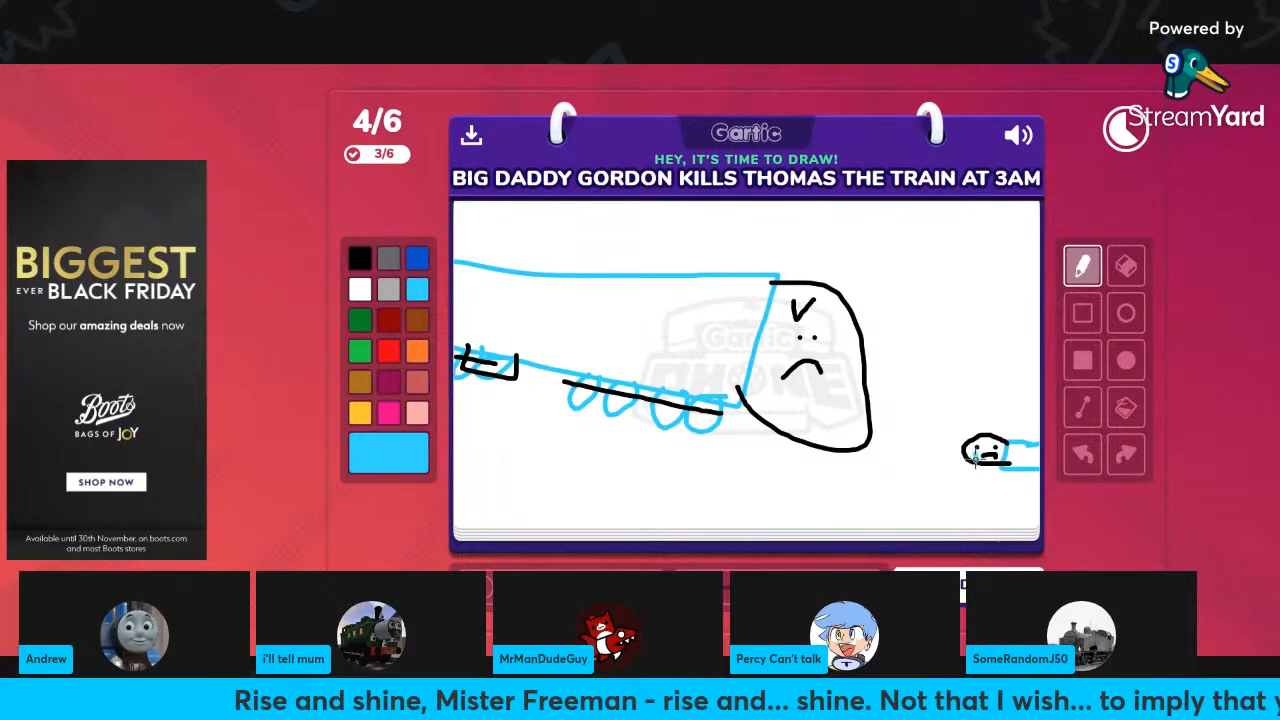 Powered by
StreamYard
4/6
3/6
Gartic
HEY, IT'S TIME TO DRAW!
BIG DADDY GORDON KILLS THOMAS THE TRAIN AT 3AM
Gartic
PHONE
BIGGEST
EVER BLACK FRIDAY
Shop our amazing deals now
Boots
BAGS OF JOY
SHOP NOW
Available until 30th November, on boots.com
and most Boots stores
Andrew
i'll tell mum
MrManDudeGuy
Percy Can't talk
SomeRandomJ50
Rise and shine, Mister Freeman - rise and... shine. Not that I wish... to imply that y